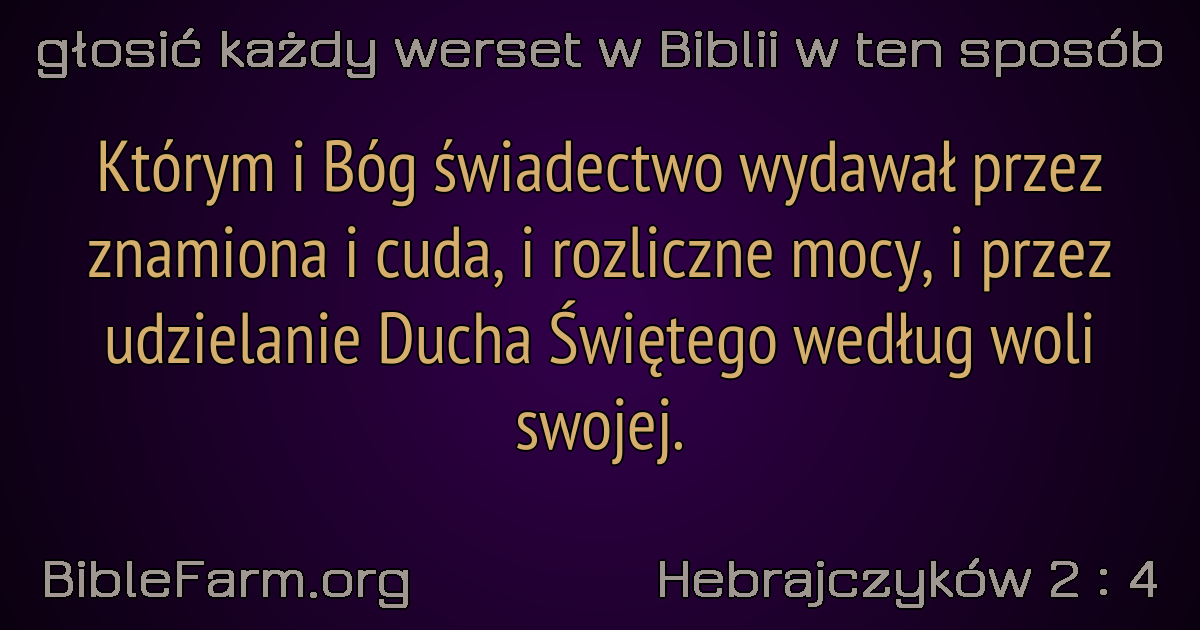 głosić każdy werset w Biblii w ten sposób
Którym i Bóg świadectwo wydawał przez
znamiona i cuda, i rozliczne mocy, i przez
udzielanie Ducha Świętego według woli
swojej.
BibleFarm.org
Hebrajczyków 2 : 4